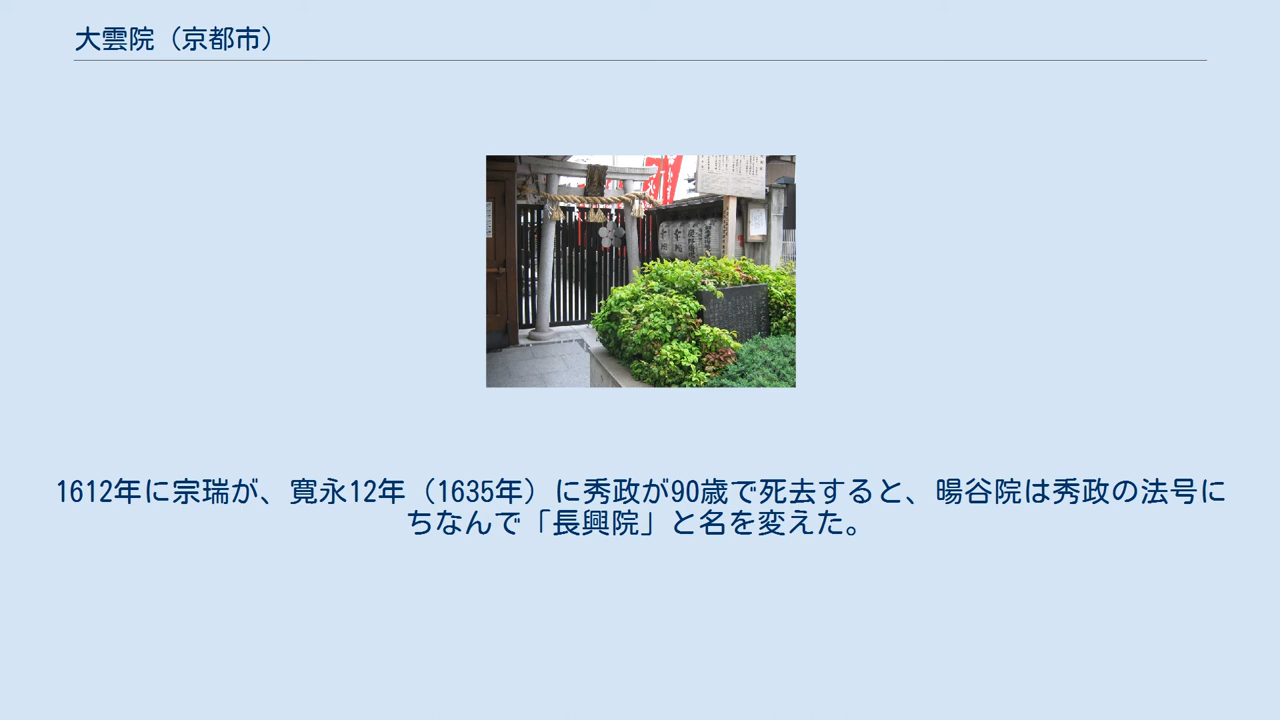 大雲院（京都市）
1612年に宗瑞が、寛永12年（1635年）に秀政が90歳で死去すると、暘谷院は秀政の法号に
ちなんで「長興院」と名を変えた。